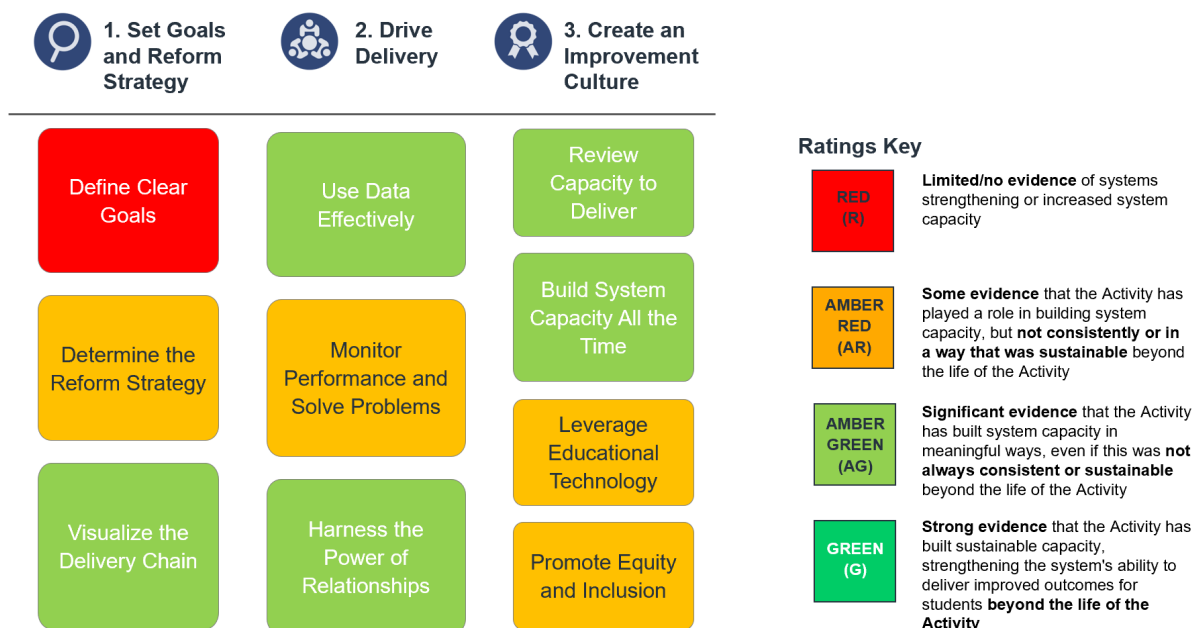 1. Set Goals
and Reform
Strategy
2. Drive
Delivery
3. Create an
Improvement
Culture
Define Clear
Goals
Determine the
Reform Strategy
Visualize the
Delivery Chain
Use Data
Effectively
Monitor
Performance and
Solve Problems
Harness the
Power of
Relationships
Review
Capacity to
Deliver
Build System
Capacity All the
Time
Leverage
Educational
Technology
Promote Equity
and Inclusion
Ratings Key
RED
(R)
Limited/no evidence of systems
strengthening or increased system
capacity
AMBER
RED
(AR)
Some evidence that the Activity has
played a role in building system
capacity, but not consistently or in
a way that was sustainable beyond
the life of the Activity
AMBER
GREEN
(AG)
Significant evidence that the Activity
has built system capacity in
meaningful ways, even if this was not
always consistent or sustainable
beyond the life of the Activity
GREEN
(G)
Strong evidence that the Activity has
built sustainable capacity,
strengthening the system's ability to
deliver improved outcomes for
students beyond the life of the
Activity